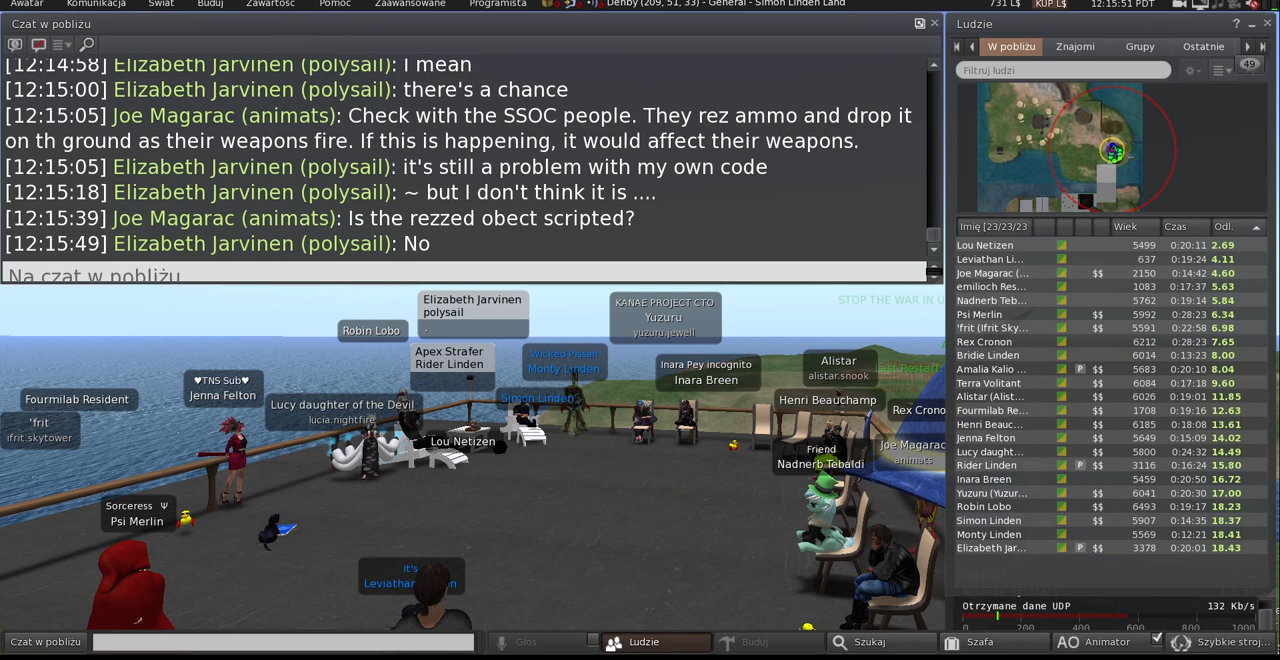 Awatar Komunikacja Świat Buduj Zawartość Pomoc Zaawansowane Programista Denby (209, 51, 33) - General - Simon Linden Land 731 L$ KUP L$ 12:15:51 PDT
Czat w pobliżu
[12:14:58] Elizabeth Jarvinen (polysail): I mean
[12:15:00] Elizabeth Jarvinen (polysail): there's a chance
[12:15:05] Joe Magarac (animats): Check with the SSOC people. They rez ammo and drop it
on th ground as their weapons fire. If this is happening, it would affect their weapons.
[12:15:05] Elizabeth Jarvinen (polysail): it's still a problem with my own code
[12:15:18] Elizabeth Jarvinen (polysail): ~ but I don't think it is ....
[12:15:39] Joe Magarac (animats): Is the rezzed obect scripted?
[12:15:49] Elizabeth Jarvinen (polysail): No
Na czat w pobliżu
Elizabeth Jarvinen
polysail
-
KANAE PROJECT CTO
Yuzuru
yuzuru.jewell
STOP THE WAR IN U
Robin Lobo
Apex Strafer
Rider Linden
Wicked Pissah
Monty Linden
Inara Pey incognito
Inara Breen
Alistar
alistar.snook
Last Restart:
♥TNS Sub♥
Jenna Felton
Fourmilab Resident
Simon Linden
Henri Beauchamp
Lucy daughter of the Devil
lucia.nightfire
Rex Crono
'frit
ifrit.skytower
Lou Netizen
Joe Magarac
animats
Friend
Nadnerb Tebaldi
Sorceress Ψ
Psi Merlin
It's
Leviathan
Ludzie
W pobliżu Znajomi Grupy Ostatnie
Filtruj ludzi 49
Imię [23/23/23 Wiek Czas Odl.
Lou Netizen 5499 0:20:11 2.69
Leviathan Li... 637 0:19:24 4.11
Joe Magarac (... $$ 2150 0:14:42 4.60
emilioch Res... 1083 0:17:37 5.63
Nadnerb Teb... 5762 0:19:14 5.84
Psi Merlin $$ 5992 0:28:23 6.34
'frit (Ifrit Sky... $$ 5591 0:22:58 6.98
Rex Cronon 6212 0:28:23 7.65
Bridie Linden 6014 0:13:23 8.00
Amalia Kalio ... P $$ 5683 0:20:10 8.04
Terra Volitant 6084 0:17:18 9.60
Alistar (Alist... $$ 6026 0:19:01 11.85
Fourmilab Re... $$ 1708 0:19:16 12.63
Henri Beauc... $$ 6185 0:18:08 13.61
Jenna Felton $$ 5649 0:15:09 14.02
Lucy daught... $$ 5800 0:24:32 14.49
Rider Linden P $$ 3116 0:16:24 15.80
Inara Breen 5459 0:20:50 16.72
Yuzuru (Yuzur... $$ 6041 0:20:30 17.00
Robin Lobo $$ 6493 0:19:17 18.23
Simon Linden $$ 5907 0:14:35 18.37
Monty Linden 5569 0:12:21 18.41
Elizabeth Jar... P $$ 3378 0:20:01 18.43
Otrzymane dane UDP 132 Kb/s
0 200 400 600 800 1000
Czat w pobliżu Głos Ludzie Buduj Szukaj Szafa AO Animator Szybkie stroj...